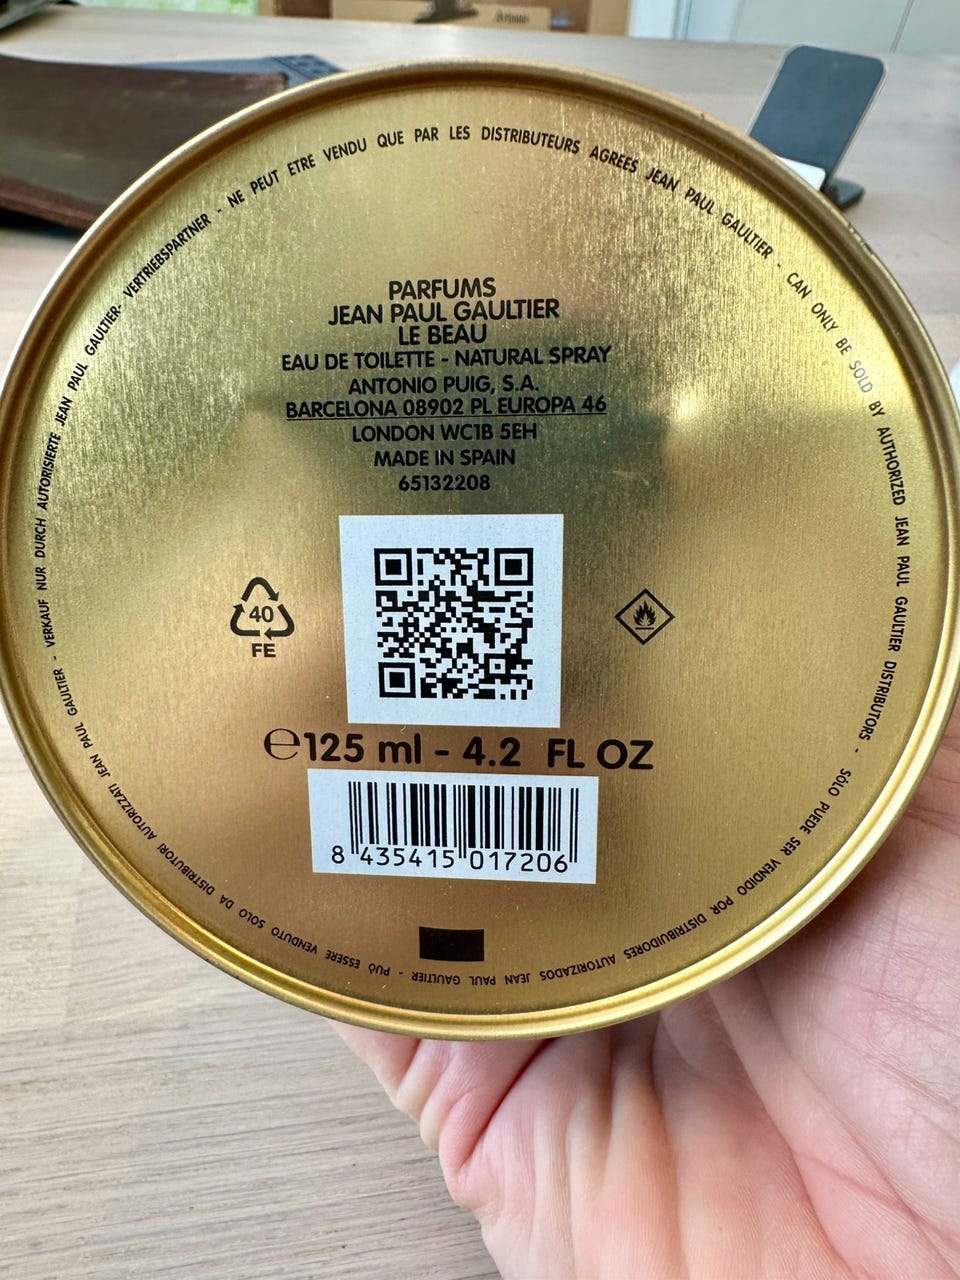 NE PEUT ETRE VENDU QUE PAR LES DISTRIBUTEURS AGREES JEAN PAUL GAULTIER - CAN ONLY BE SOLD BY AUTHORIZED JEAN PAUL GAULTIER DISTRIBUTORS - SÓLO PUEDE SER VENDIDO POR DISTRIBUIDORES AUTORIZADOS JEAN PAUL GAULTIER - PUÒ ESSERE VENDUTO SOLO DA DISTRIBUTORI AUTORIZZATI JEAN PAUL GAULTIER - VERKAUF NUR DURCH AUTORISIERTE JEAN PAUL GAULTIER- VERTRIEBSPARTNER -
PARFUMS
JEAN PAUL GAULTIER
LE BEAU
EAU DE TOILETTE - NATURAL SPRAY
ANTONIO PUIG, S.A.
BARCELONA 08902 PL EUROPA 46
LONDON WC1B 5EH
MADE IN SPAIN
65132208
40
FE
℮125 ml - 4.2 FL OZ
8 435415 017206